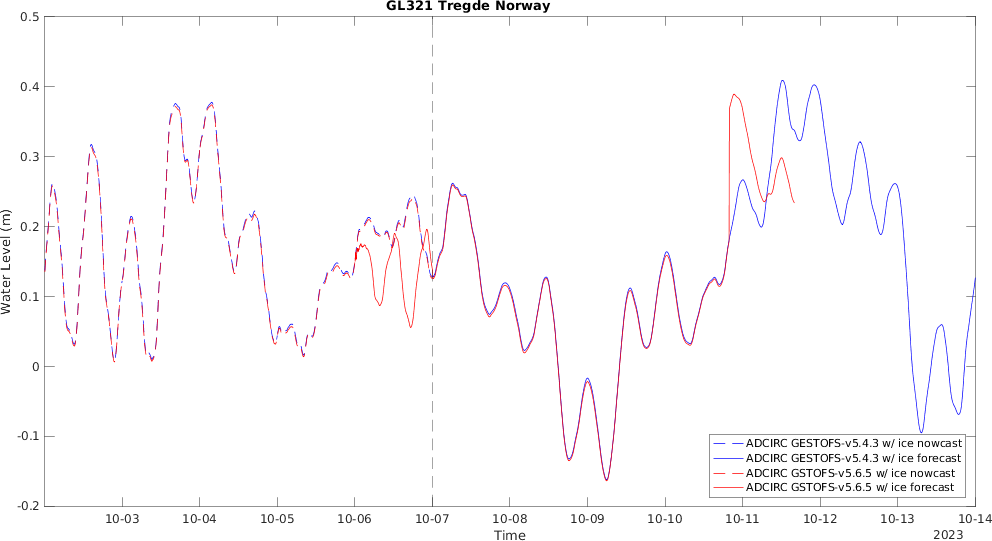 GL321 Tregde Norway
0.5
0.4
0.3
0.2
0.1
0
-0.1
-0.2
Water Level (m)
ADCIRC GESTOFS-v5.4.3 w/ ice nowcast
ADCIRC GESTOFS-v5.4.3 w/ ice forecast
ADCIRC GSTOFS-v5.6.5 w/ ice nowcast
ADCIRC GSTOFS-v5.6.5 w/ ice forecast
10-03 10-04 10-05 10-06 10-07 10-08 10-09 10-10 10-11 10-12 10-13 10-14
Time
2023